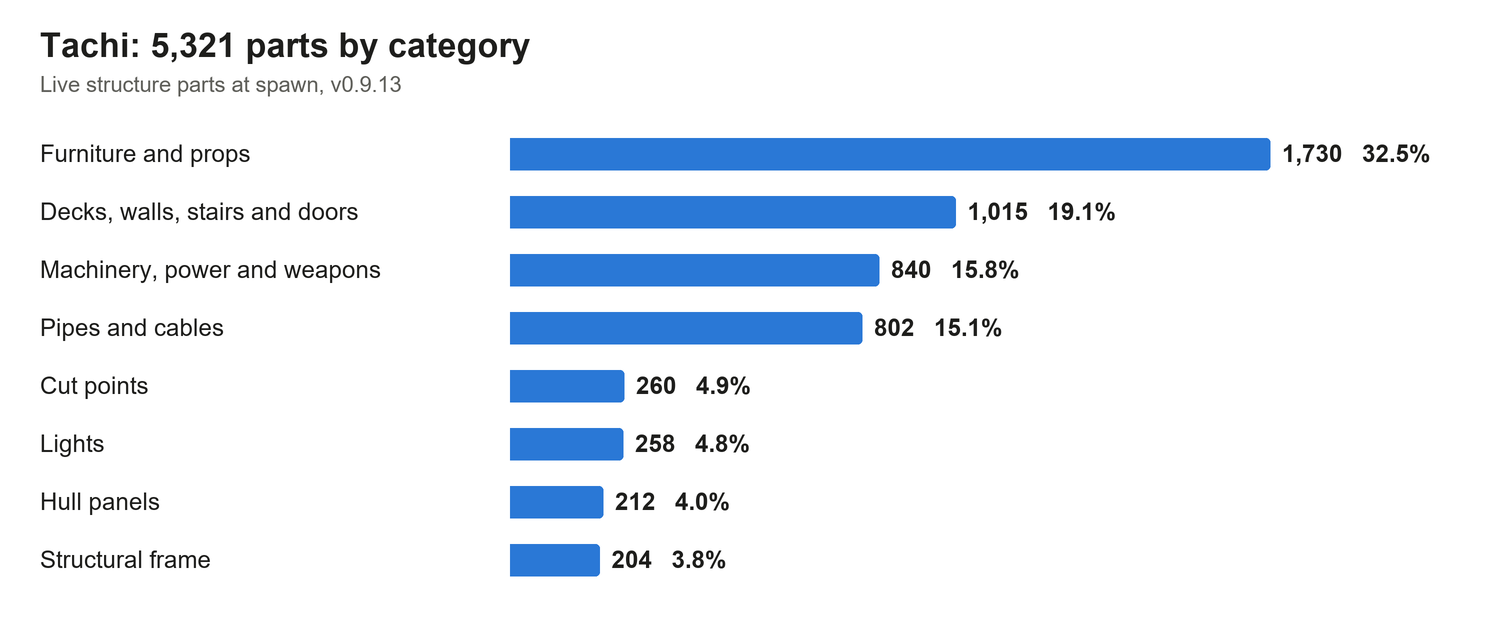 Tachi: 5,321 parts by category
Live structure parts at spawn, v0.9.13
Furniture and props 1,730 32.5%
Decks, walls, stairs and doors 1,015 19.1%
Machinery, power and weapons 840 15.8%
Pipes and cables 802 15.1%
Cut points 260 4.9%
Lights 258 4.8%
Hull panels 212 4.0%
Structural frame 204 3.8%